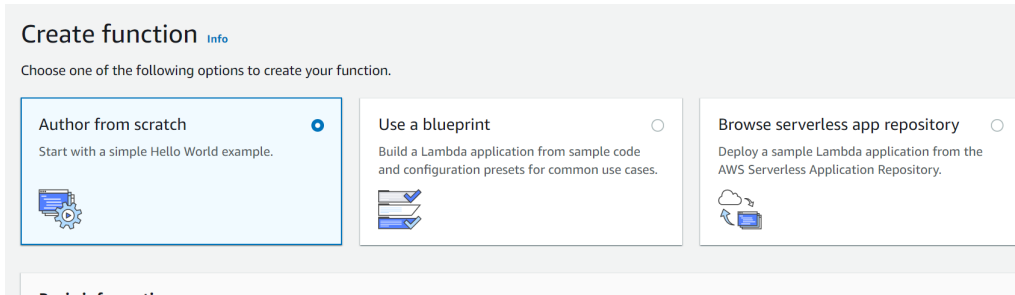 Create function Info
Choose one of the following options to create your function.
Author from scratch
Start with a simple Hello World example.
Use a blueprint
Build a Lambda application from sample code
and configuration presets for common use cases.
Browse serverless app repository
Deploy a sample Lambda application from the
AWS Serverless Application Repository.